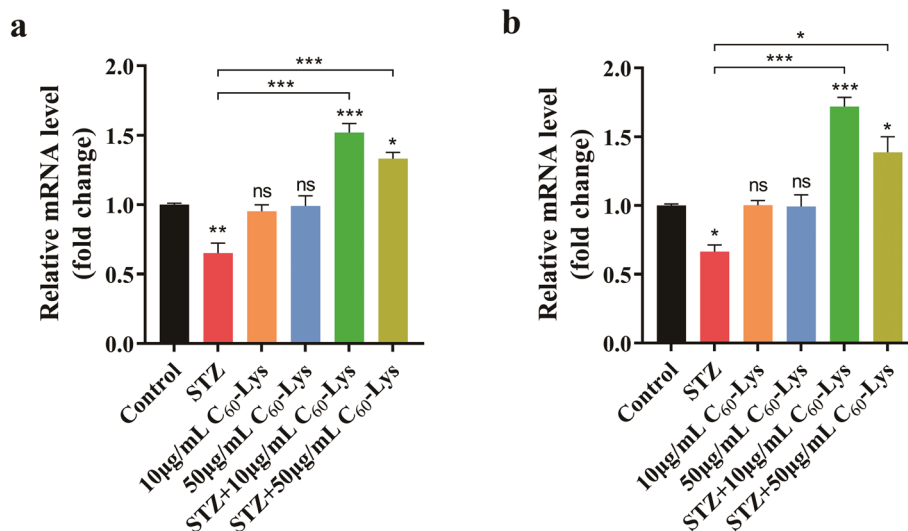 a
Relative mRNA level
(fold change)
2.0
1.5
1.0
0.5
0.0
***
***
**
ns
ns
***
*
Control
STZ
10µg/mL C₆₀-Lys
50µg/mL C₆₀-Lys
STZ+10µg/mL C₆₀-Lys
STZ+50µg/mL C₆₀-Lys
b
Relative mRNA level
(fold change)
2.0
1.5
1.0
0.5
0.0
*
***
*
ns
ns
***
*
Control
STZ
10µg/mL C₆₀-Lys
50µg/mL C₆₀-Lys
STZ+10µg/mL C₆₀-Lys
STZ+50µg/mL C₆₀-Lys